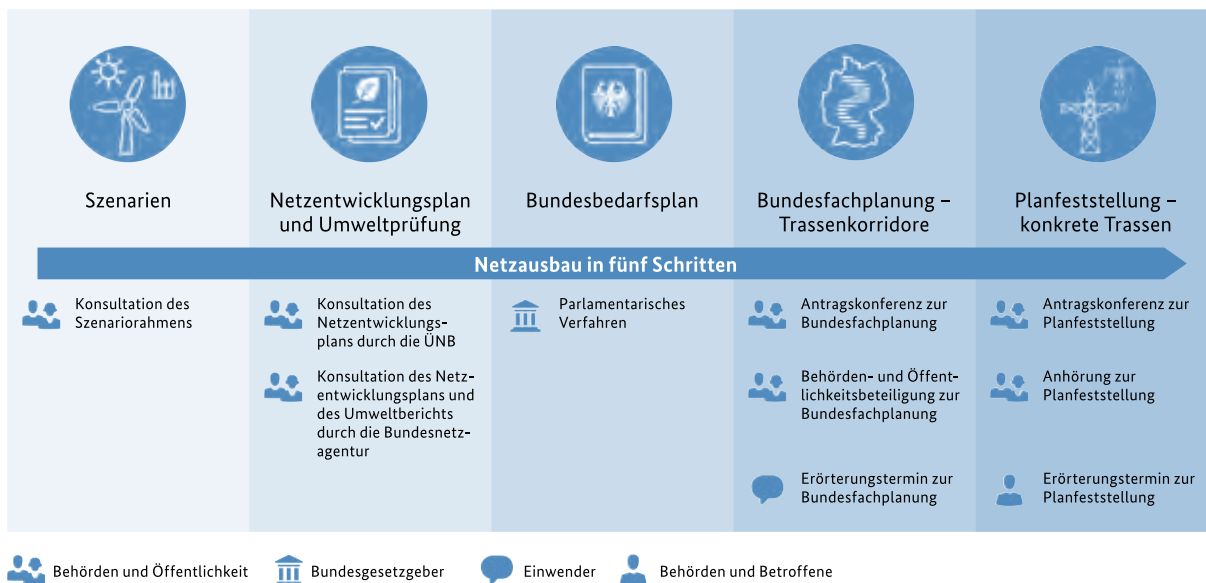 Szenarien
Netzentwicklungsplan
und Umweltprüfung
Bundesbedarfsplan
Bundesfachplanung –
Trassenkorridore
Planfeststellung –
konkrete Trassen
Netzausbau in fünf Schritten
Konsultation des
Szenariorahmens
Konsultation des
Netzentwicklungs-
plans durch die ÜNB
Konsultation des Netz-
entwicklungsplans und
des Umweltberichts
durch die Bundesnetz-
agentur
Parlamentarisches
Verfahren
Antragskonferenz zur
Bundesfachplanung
Behörden- und Öffent-
lichkeitsbeteiligung zur
Bundesfachplanung
Erörterungstermin zur
Bundesfachplanung
Antragskonferenz zur
Planfeststellung
Anhörung zur
Planfeststellung
Erörterungstermin zur
Planfeststellung
Behörden und Öffentlichkeit
Bundesgesetzgeber
Einwender
Behörden und Betroffene